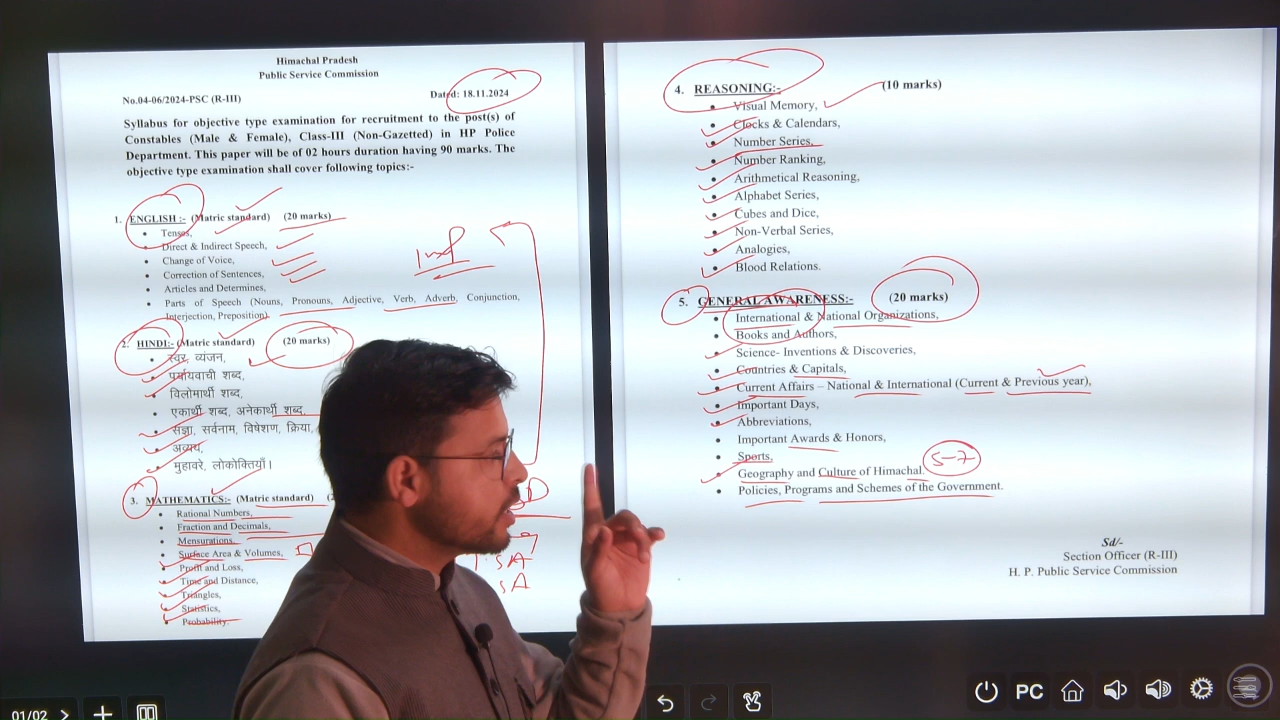 Himachal Pradesh
Public Service Commission
No.04-06/2024-PSC (R-III)
Dated: 18.11.2024
Syllabus for objective type examination for recruitment to the post(s) of
Constables (Male & Female), Class-III (Non-Gazetted) in HP Police
Department. This paper will be of 02 hours duration having 90 marks. The
objective type examination shall cover following topics:-
1. ENGLISH :- (Matric standard) (20 marks)
• Tenses,
• Direct & Indirect Speech,
• Change of Voice,
• Correction of Sentences,
• Articles and Determines,
• Parts of Speech (Nouns, Pronouns, Adjective, Verb, Adverb, Conjunction,
Interjection, Preposition).
Imp
2. HINDI:- (Matric standard) (20 marks)
• स्वर, व्यंजन,
• पर्यायवाची शब्द,
• विलोमार्थी शब्द,
• एकार्थी शब्द, अनेकार्थी शब्द,
• संज्ञा, सर्वनाम, विषेशण, क्रिया,
• अव्यय,
• मुहावरे, लोकोक्तियाँ।
3. MATHEMATICS:- (Matric standard)
• Rational Numbers,
• Fraction and Decimals,
• Mensurations,
• Surface Area & Volumes,
• Profit and Loss,
• Time and Distance,
• Triangles,
• Statistics,
• Probability.
D
SA
SA
4. REASONING:- (10 marks)
• Visual Memory,
• Clocks & Calendars,
• Number Series,
• Number Ranking,
• Arithmetical Reasoning,
• Alphabet Series,
• Cubes and Dice,
• Non-Verbal Series,
• Analogies,
• Blood Relations.
5. GENERAL AWARENESS:- (20 marks)
• International & National Organizations,
• Books and Authors,
• Science- Inventions & Discoveries,
• Countries & Capitals,
• Current Affairs – National & International (Current & Previous year),
• Important Days,
• Abbreviations,
• Important Awards & Honors,
• Sports,
• Geography and Culture of Himachal. 5-7
• Policies, Programs and Schemes of the Government.
Sd/-
Section Officer (R-III)
H. P. Public Service Commission
01/02
PC